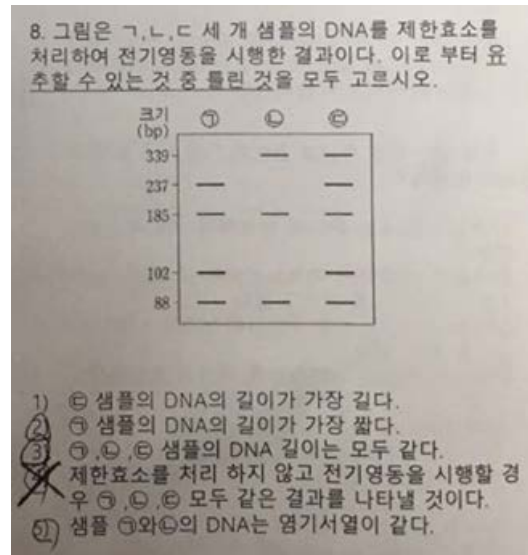 8. 그림은 ㄱ,ㄴ,ㄷ 세 개 샘플의 DNA를 제한효소를
처리하여 전기영동을 시행한 결과이다. 이로 부터 유
추할 수 있는 것 중 틀린 것을 모두 고르시오.
크기 ㉠ ㉡ ㉢
(bp)
339
237
185
102
88
1) ㉢ 샘플의 DNA의 길이가 가장 길다.
2) ㉠ 샘플의 DNA의 길이가 가장 짧다.
3) ㉠,㉡,㉢ 샘플의 DNA 길이는 모두 같다.
제한효소를 처리 하지 않고 전기영동을 시행할 경
우 ㉠,㉡,㉢ 모두 같은 결과를 나타낼 것이다.
5) 샘플 ㉠와㉡의 DNA는 염기서열이 같다.